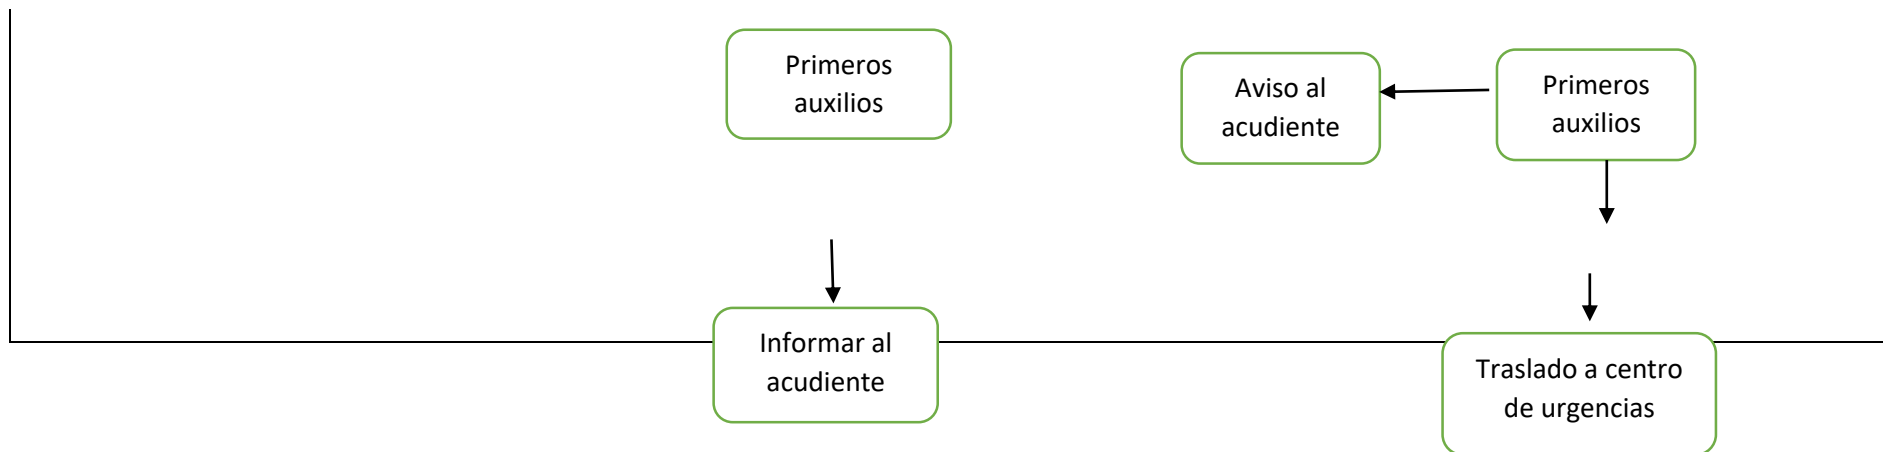 Primeros
auxilios
Aviso al
acudiente
Primeros
auxilios
Informar al
acudiente
Traslado a centro
de urgencias